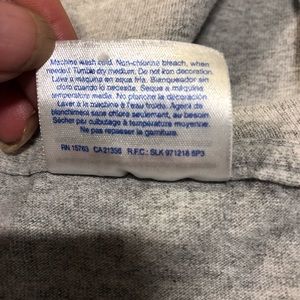 Machine wash cold. Non-chlorine bleach, when
needed. Tumble dry medium. Do not iron decoration.
Lave a máquina en agua fría. Blanqueador sin
cloro cuando lo necesite. Seque a máquina
temperatura medium. No planche la decoración.
Laver à la machine à l'eau froide. Agent de
blanchiment sans chlore seulement, au besoin
Sécher par culbutage à température moyenne.
Ne pas repasser la garniture.
RN 15763 CA21356 R.F.C.: SLK 971218 6P3